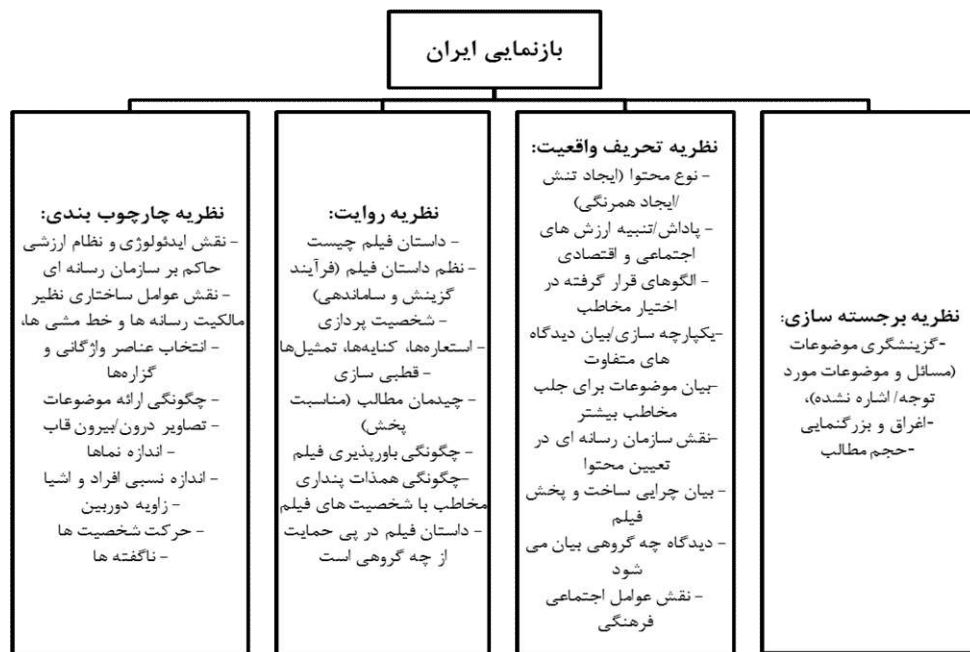 بازنمایی ایران
نظریه برجسته سازی:
-گزینشگری موضوعات
(مسائل و موضوعات مورد
توجه/ اشاره نشده)،
-اغراق و بزرگنمایی
-حجم مطالب
نظریه تحریف واقعیت:
- نوع محتوا (ایجاد تنش
/ایجاد همرنگی)
- پاداش/تنبیه ارزش های
اجتماعی و اقتصادی
- الگوهای قرار گرفته در
اختیار مخاطب
-یکپارچه سازی/بیان دیدگاه
های متفاوت
-بیان موضوعات برای جلب
مخاطب بیشتر
-نقش سازمان رسانه ای در
تعیین محتوا
- بیان چرایی ساخت و پخش
فیلم
- دیدگاه چه گروهی بیان می
شود
- نقش عوامل اجتماعی
فرهنگی
نظریه روایت:
- داستان فیلم چیست
- نظم داستان فیلم (فرآیند
گزینش و ساماندهی)
- شخصیت پردازی
- استعاره‌ها، کنایه‌ها، تمثیل‌ها
- قطبی سازی
- چیدمان مطالب (مناسبت
پخش)
- چگونگی باورپذیری فیلم
-چگونگی همذات پنداری
مخاطب با شخصیت های فیلم
- داستان فیلم در پی حمایت
از چه گروهی است
نظریه چارچوب بندی:
- نقش ایدئولوژی و نظام ارزشی
حاکم بر سازمان رسانه ای
- نقش عوامل ساختاری نظیر
مالکیت رسانه ها و خط مشی ها،
- انتخاب عناصر واژگانی و
گزاره‌ها
- چگونگی ارائه موضوعات
- تصاویر درون/بیرون قاب
- اندازه نماها
- اندازه نسبی افراد و اشیا
- زاویه دوربین
- حرکت شخصیت ها
- ناگفته ها